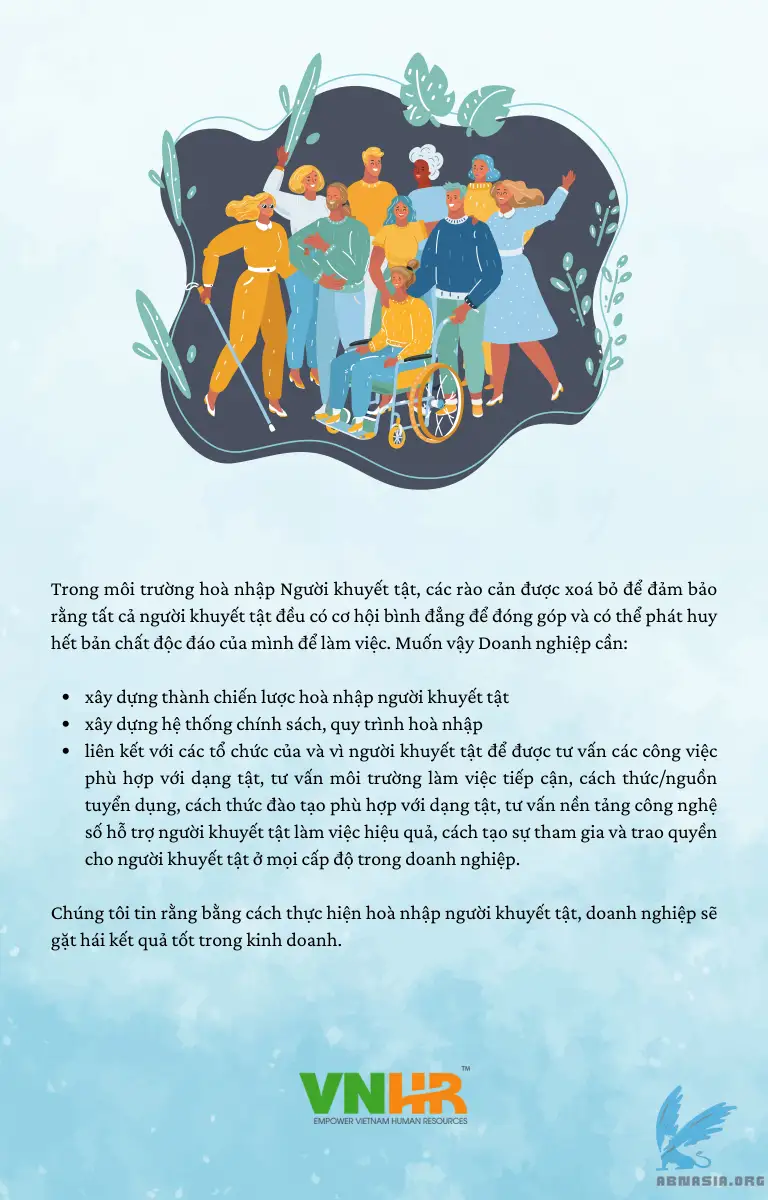 Trong môi trường hoà nhập Người khuyết tật, các rào cản được xoá bỏ để đảm bảo
rằng tất cả người khuyết tật đều có cơ hội bình đẳng để đóng góp và có thể phát huy
hết bản chất độc đáo của mình để làm việc. Muốn vậy Doanh nghiệp cần:
• xây dựng thành chiến lược hoà nhập người khuyết tật
• xây dựng hệ thống chính sách, quy trình hoà nhập
• liên kết với các tổ chức của và vì người khuyết tật để được tư vấn các công việc
phù hợp với dạng tật, tư vấn môi trường làm việc tiếp cận, cách thức/nguồn
tuyển dụng, cách thức đào tạo phù hợp với dạng tật, tư vấn nền tảng công nghệ
số hỗ trợ người khuyết tật làm việc hiệu quả, cách tạo sự tham gia và trao quyền
cho người khuyết tật ở mọi cấp độ trong doanh nghiệp.
Chúng tôi tin rằng bằng cách thực hiện hoà nhập người khuyết tật, doanh nghiệp sẽ
gặt hái kết quả tốt trong kinh doanh.
VNHR™
EMPOWER VIETNAM HUMAN RESOURCES
ABNASIA.ORG